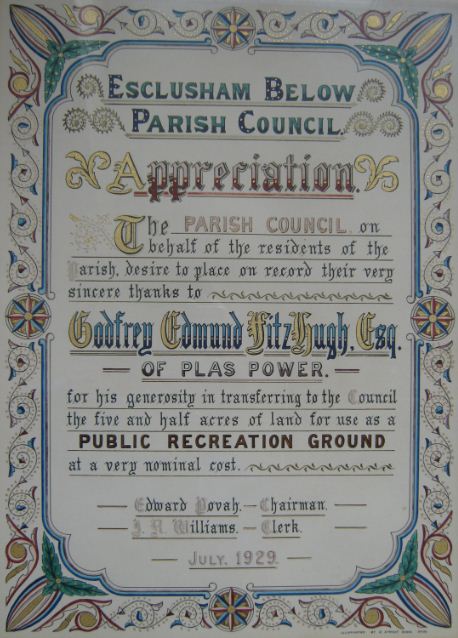 ESCLUSHAM BELOW
PARISH COUNCIL.
Appreciation.
The PARISH COUNCIL, on
behalf of the residents of the
Parish, desire to place on record their very
sincere thanks to
Godfrey Edmund FitzHugh, Esq.
— OF PLAS POWER. —
for his generosity in transferring to the Council
the five and half acres of land for use as a
PUBLIC RECREATION GROUND
at a very nominal cost.
— Edward Povah. — Chairman. —
— J. R. Williams. — Clerk. —
— JULY. 1929. —
ILLUMINATED BY